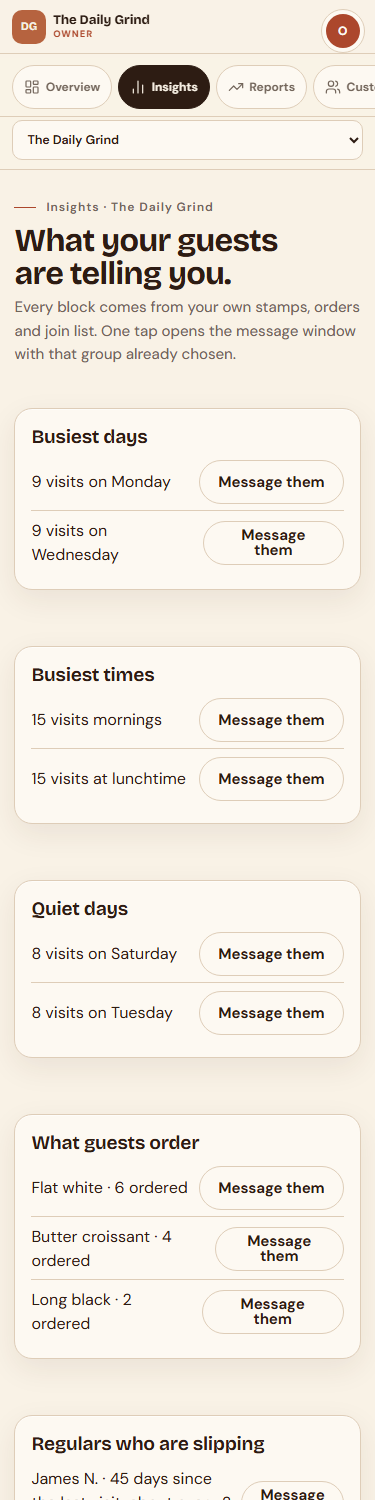 DG
The Daily Grind
OWNER
O
Overview
Insights
Reports
The Daily Grind
Insights · The Daily Grind
What your guests
are telling you.
Every block comes from your own stamps, orders
and join list. One tap opens the message window
with that group already chosen.
Busiest days
9 visits on Monday
Message them
9 visits on
Wednesday
Message
them
Busiest times
15 visits mornings
Message them
15 visits at lunchtime
Message them
Quiet days
8 visits on Saturday
Message them
8 visits on Tuesday
Message them
What guests order
Flat white · 6 ordered
Message them
Butter croissant · 4
ordered
Message
them
Long black · 2
ordered
Message
them
Regulars who are slipping
James N. · 45 days since
Message